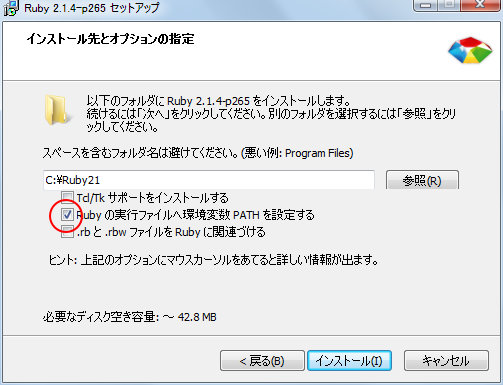 Ruby 2.1.4-p265 セットアップ
インストール先とオプションの指定
以下のフォルダに Ruby 2.1.4-p265 をインストールします。
続けるには「次へ」をクリックしてください。別のフォルダを選択するには「参照」をクリ
ックしてください。
スペースを含むフォルダ名は避けてください。(悪い例: Program Files)
C:¥Ruby21
参照(R)
Tcl/Tk サポートをインストールする
Ruby の実行ファイルへ環境変数 PATH を設定する
.rb と .rbw ファイルを Ruby に関連づける
ヒント: 上記のオプションにマウスカーソルをあてると詳しい情報が出ます。
必要なディスク空き容量: ～ 42.8 MB
< 戻る(B)
インストール(I)
キャンセル